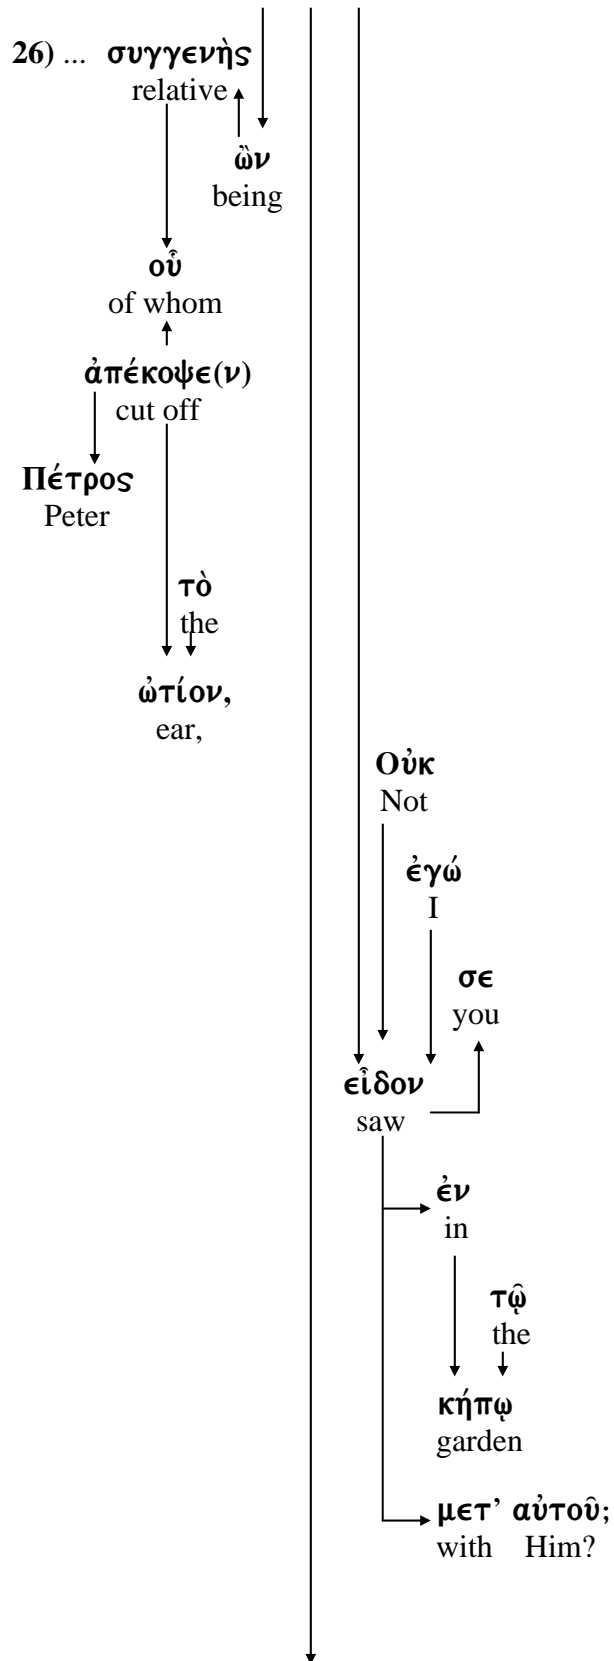 26) ... συγγενὴς
relative
ὢν
being
οὗ
of whom
ἀπέκοψε(ν)
cut off
Πέτρος
Peter
τὸ
the
ὠτίον,
ear,
Οὐκ
Not
ἐγώ
I
σε
you
εἶδον
saw
ἐν
in
τῷ
the
κήπῳ
garden
μετ’ αὐτοῦ;
with Him?